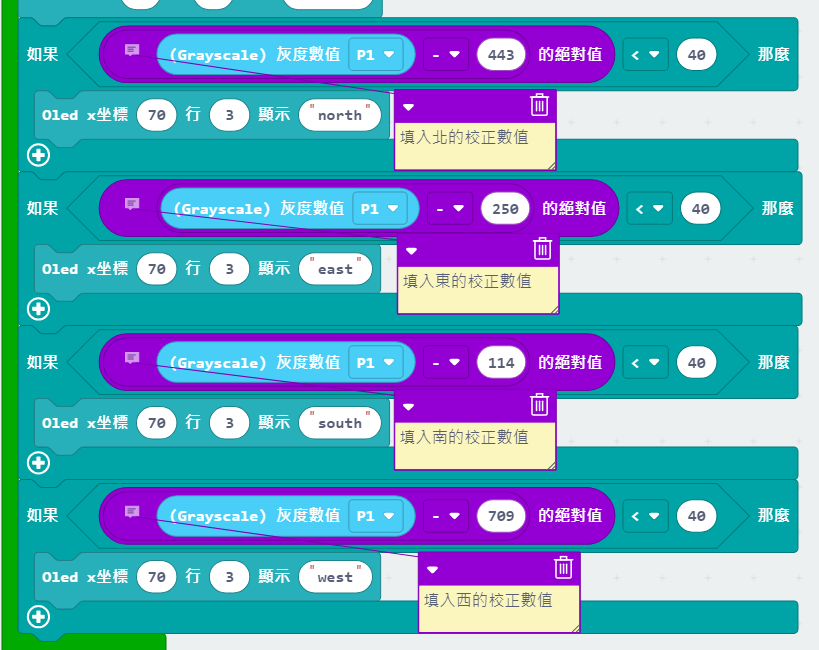 如果 (Grayscale) 灰度數值 P1 - 443 的絕對值 < 40 那麼
Oled x坐標 70 行 3 顯示 "north"
填入北的校正數值
如果 (Grayscale) 灰度數值 P1 - 250 的絕對值 < 40 那麼
Oled x坐標 70 行 3 顯示 "east"
填入東的校正數值
如果 (Grayscale) 灰度數值 P1 - 114 的絕對值 < 40 那麼
Oled x坐標 70 行 3 顯示 "south"
填入南的校正數值
如果 (Grayscale) 灰度數值 P1 - 709 的絕對值 < 40 那麼
Oled x坐標 70 行 3 顯示 "west"
填入西的校正數值